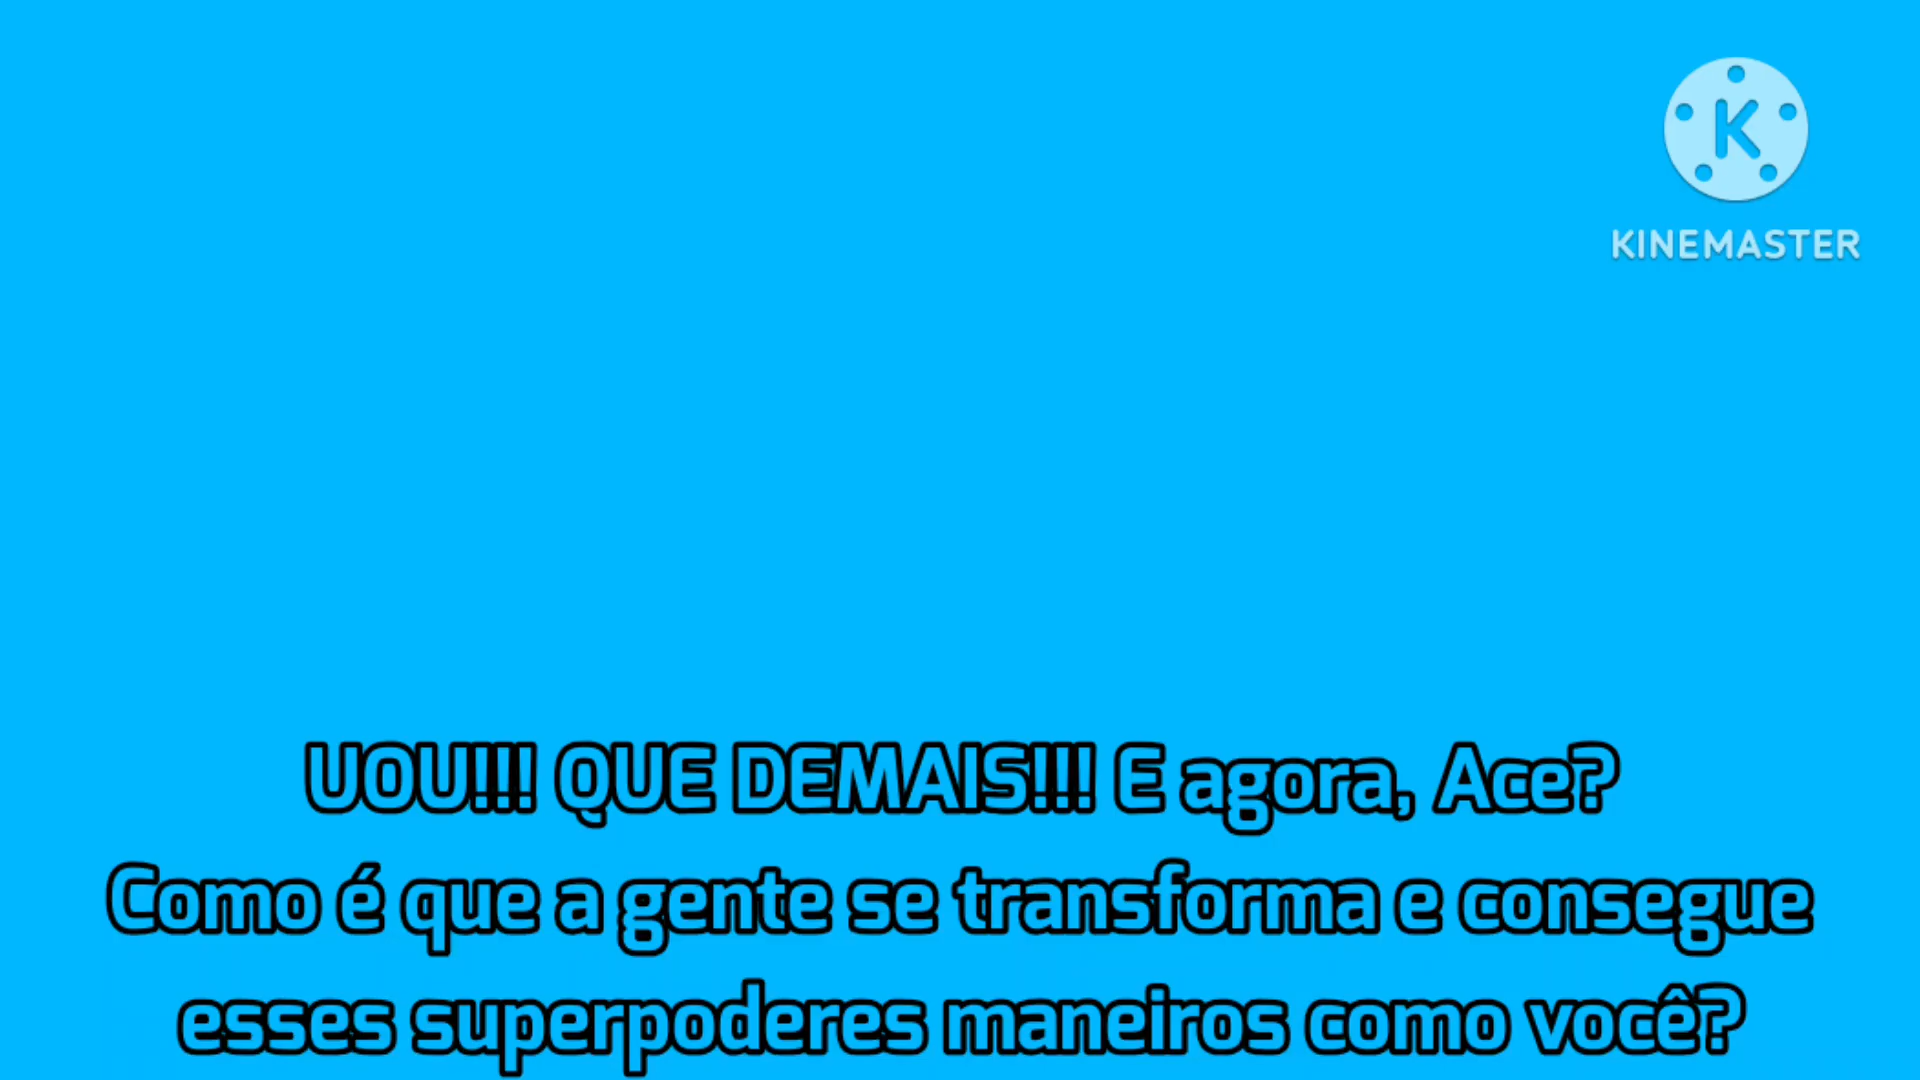 K
KINEMASTER
UOU!!! QUE DEMAIS!!! E agora, Ace?
Como é que a gente se transforma e consegue
esses superpoderes maneiros como você?